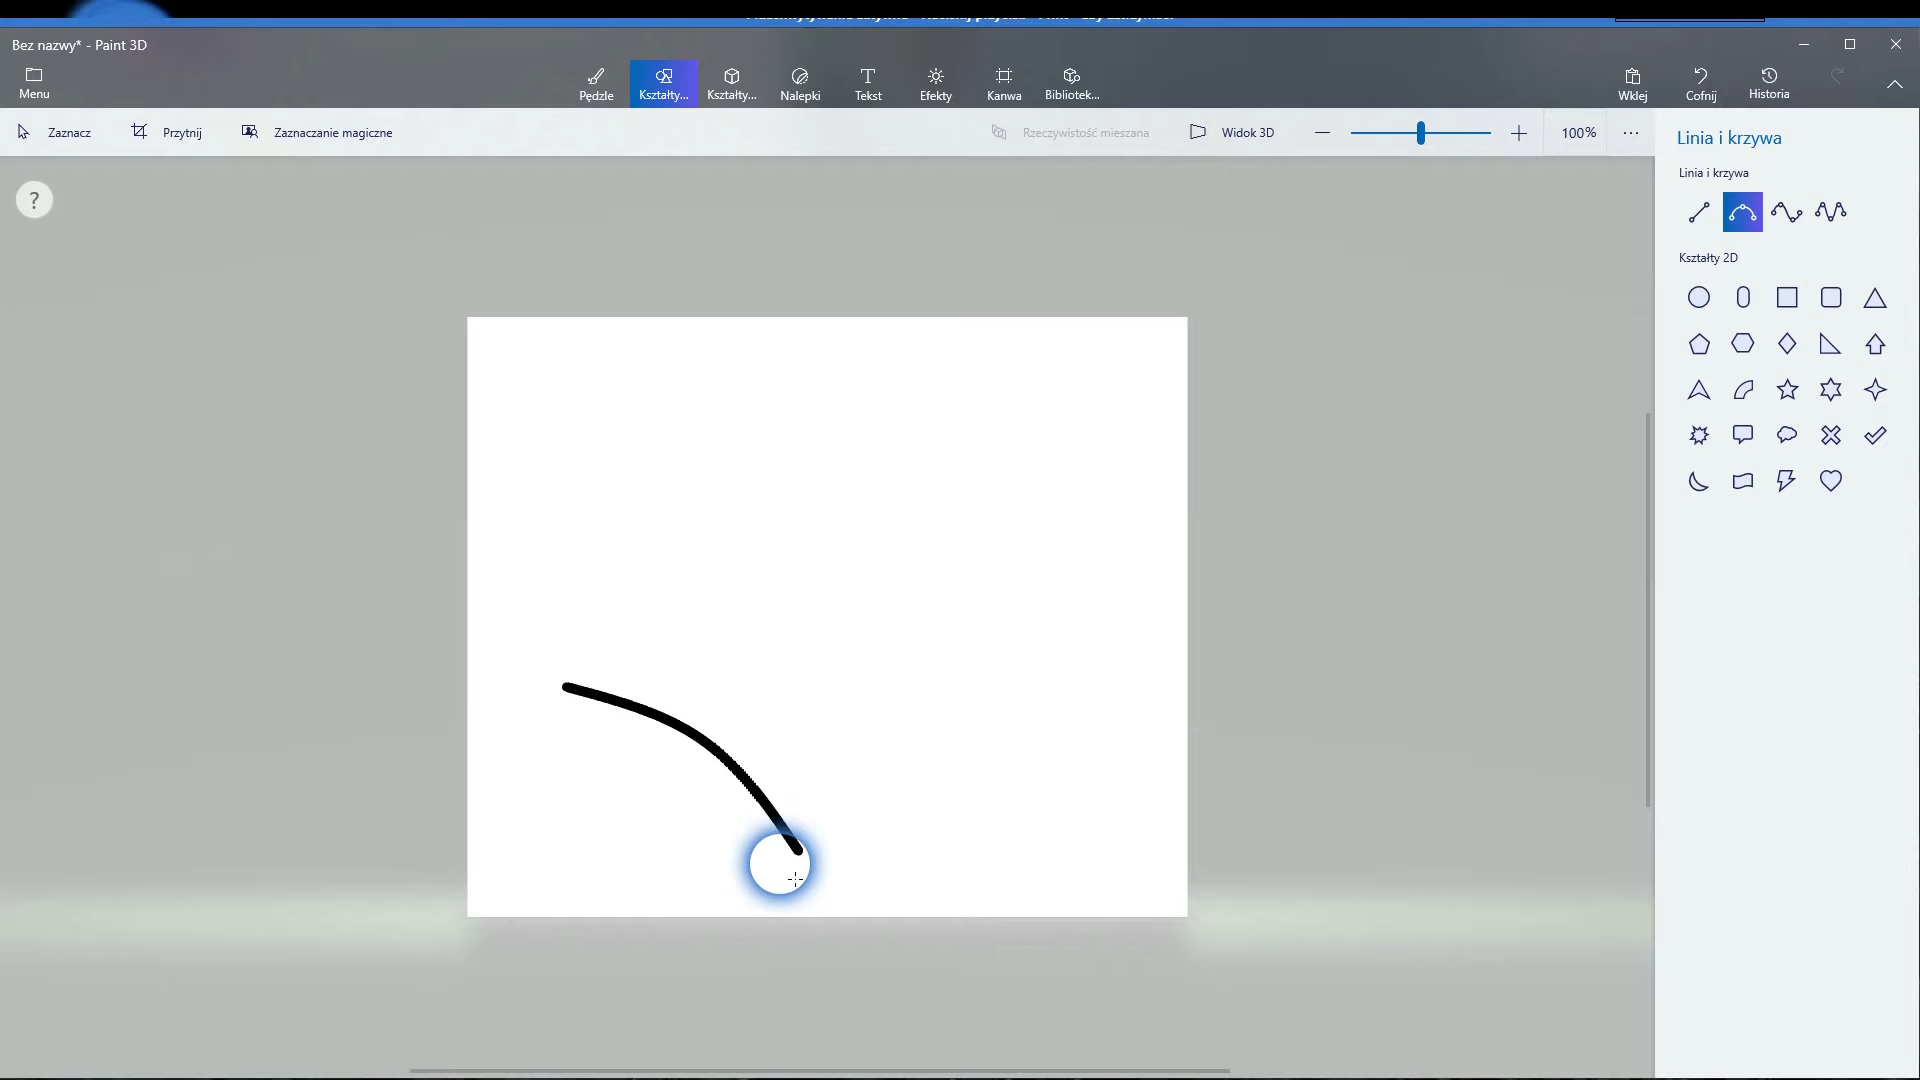 Bez nazwy* - Paint 3D
Menu
Pędzle
Kształty...
Kształty...
Nalepki
Tekst
Efekty
Kanwa
Bibliotek...
Wklej
Cofnij
Historia
Zaznacz
Przytnij
Zaznaczanie magiczne
Rzeczywistość mieszana
Widok 3D
100%
...
Linia i krzywa
Linia i krzywa
Kształty 2D
?